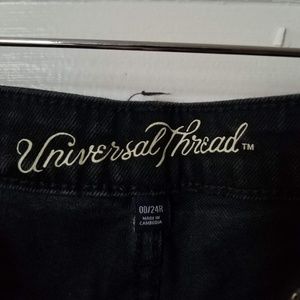 Universal Thread™
00/24R
MADE IN
CAMBODIA